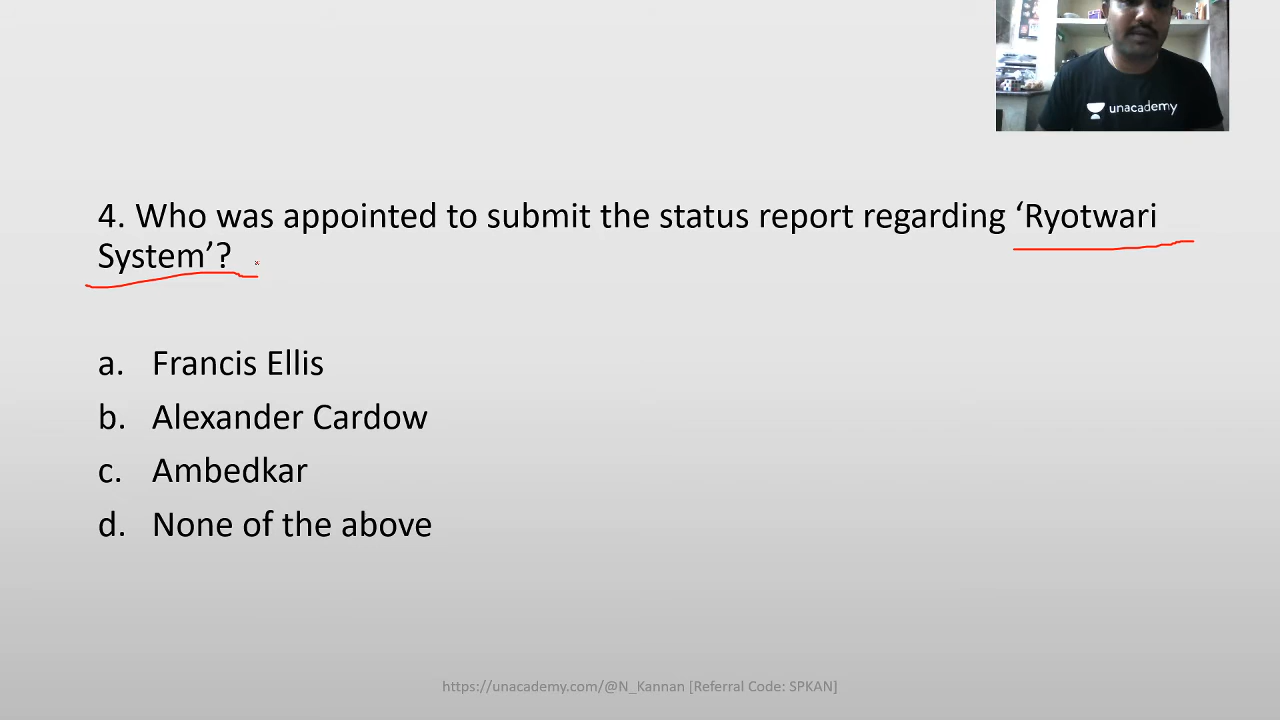 unacademy
4. Who was appointed to submit the status report regarding ‘Ryotwari
System’?
a. Francis Ellis
b. Alexander Cardow
c. Ambedkar
d. None of the above
https://unacademy.com/@N_Kannan [Referral Code: SPKAN]